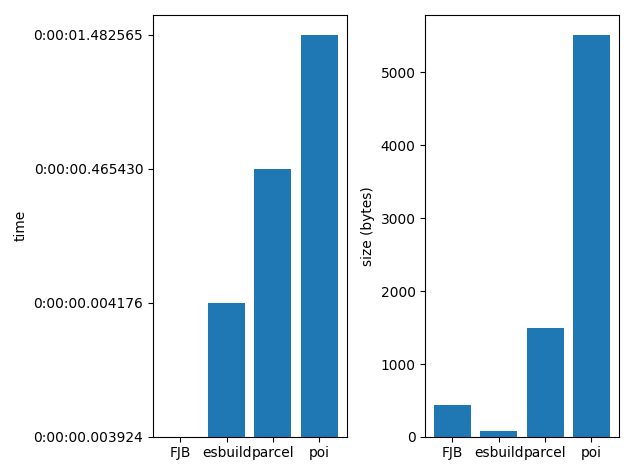 time
0:00:01.482565
0:00:00.465430
0:00:00.004176
0:00:00.003924
FJB esbuild parcel poi
size (bytes)
5000
4000
3000
2000
1000
0
FJB esbuild parcel poi